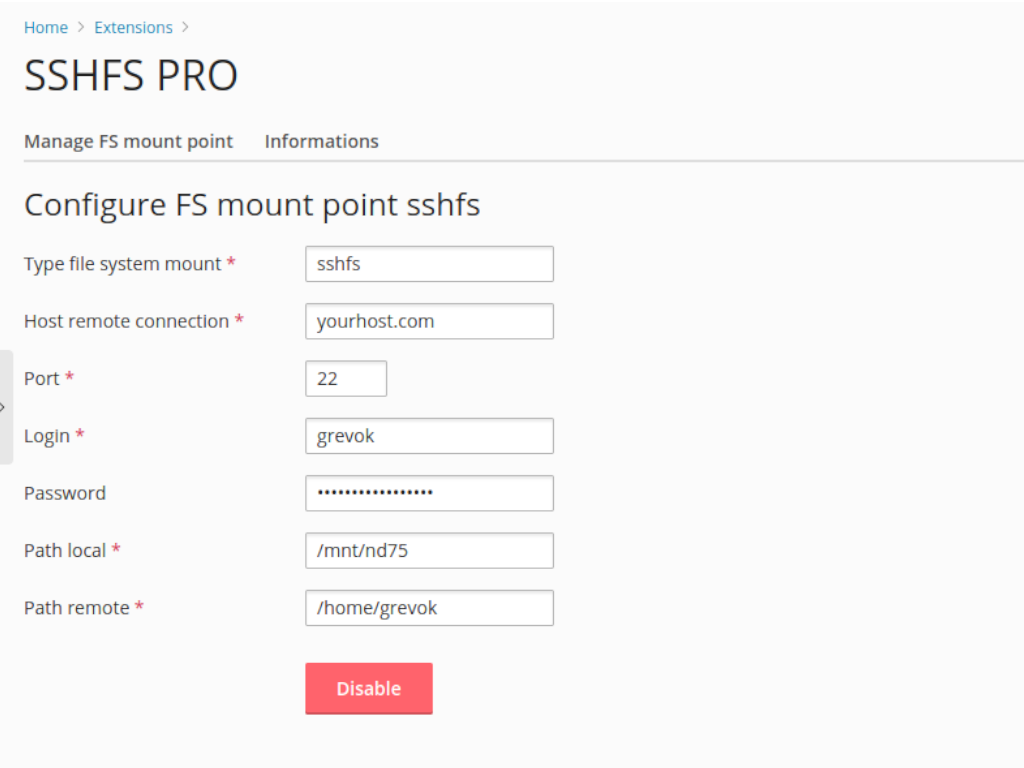 Home > Extensions >
SSHFS PRO
Manage FS mount point Informations
Configure FS mount point sshfs
Type file system mount * sshfs
Host remote connection * yourhost.com
Port * 22
Login * grevok
Password •••••••••••••••••
Path local * /mnt/nd75
Path remote * /home/grevok
Disable